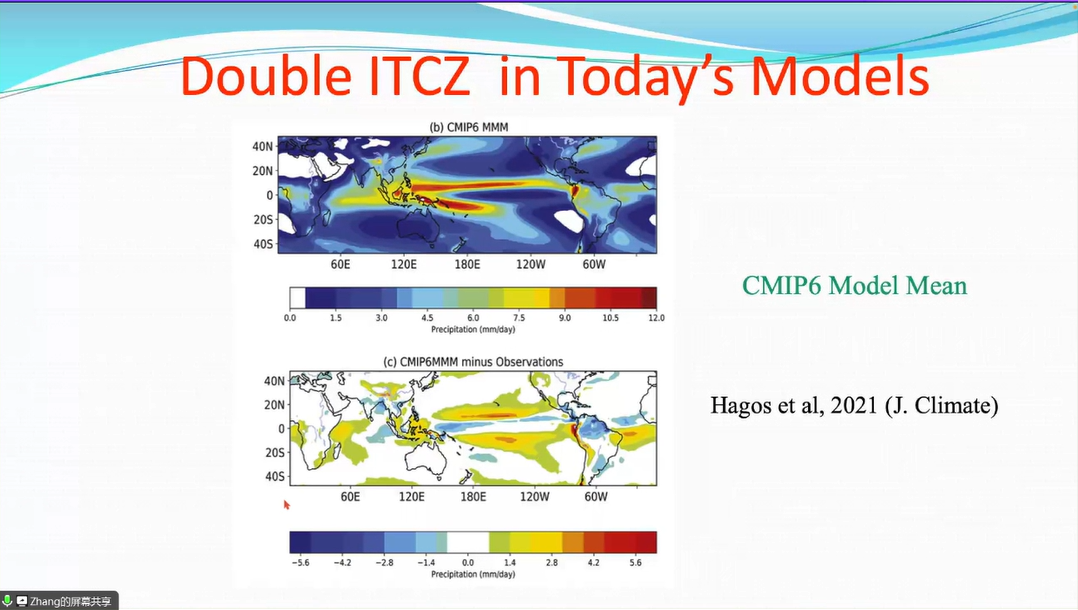 Double ITCZ in Today's Models
(b) CMIP6 MMM
40N
20N
0
20S
40S
60E 120E 180E 120W 60W
0.0 1.5 3.0 4.5 6.0 7.5 9.0 10.5 12.0
Precipitation (mm/day)
CMIP6 Model Mean
(c) CMIP6MMM minus Observations
40N
20N
0
20S
40S
60E 120E 180E 120W 60W
−5.6 −4.2 −2.8 −1.4 0.0 1.4 2.8 4.2 5.6
Precipitation (mm/day)
Hagos et al, 2021 (J. Climate)
Zhang的屏幕共享